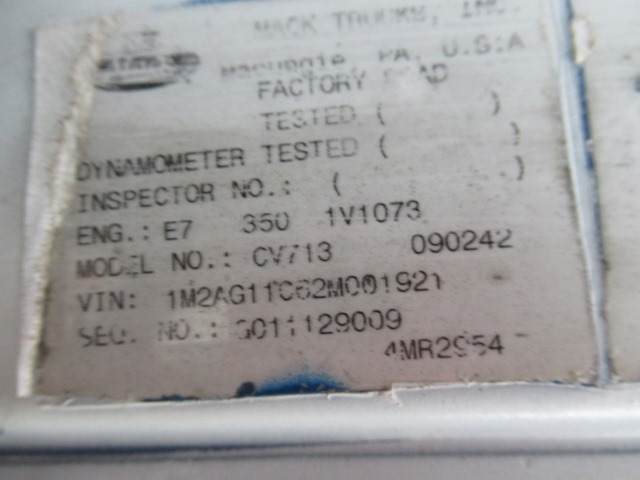 MACK TRUCKS, INC.
PA, U.S.A
FACTORY ROAD
TESTED ( )
DYNAMOMETER TESTED ( )
INSPECTOR NO.: ( )
ENG.: E7 350 1V1073
MODEL NO.: CV713 090242
VIN: 1M2AG11C62M001921
SEQ. NO.: G011129009
4MR2954